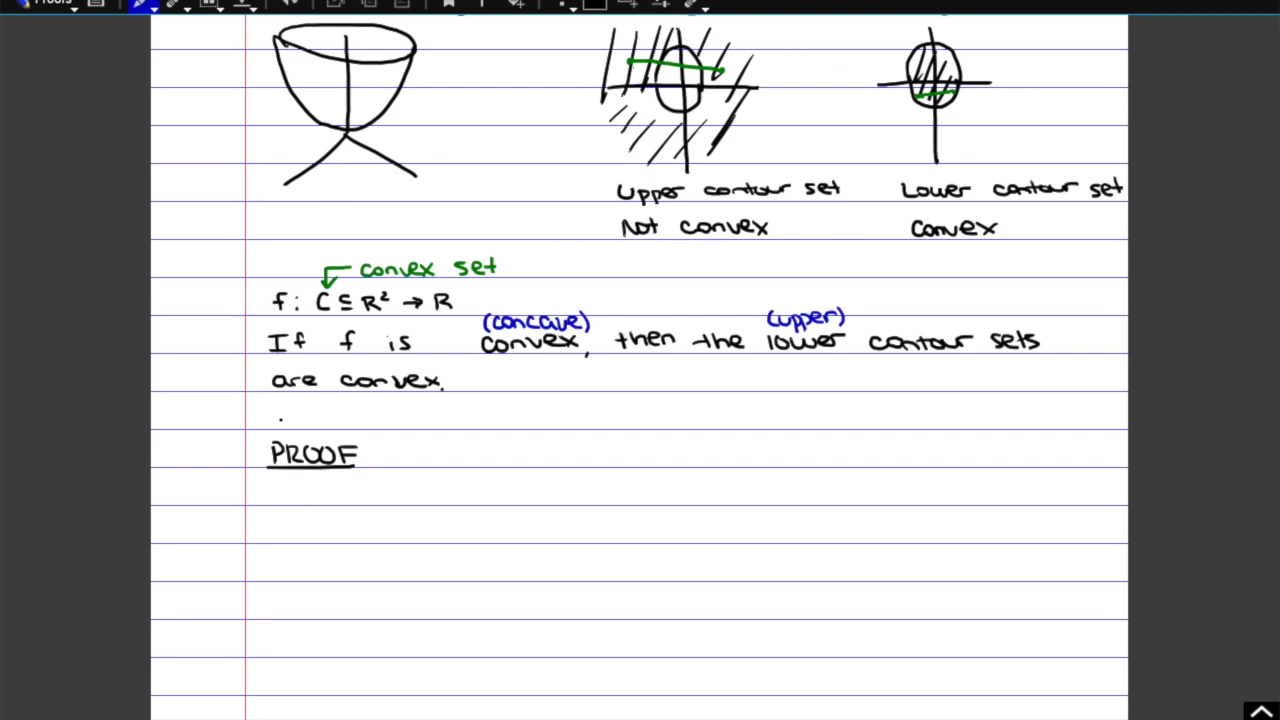 Proofs
Upper contour set
Lower contour set
Not convex
Convex
convex set
f: C ⊆ R² → R
(concave) (upper)
If f is convex, then the lower contour sets
are convex.
.
PROOF